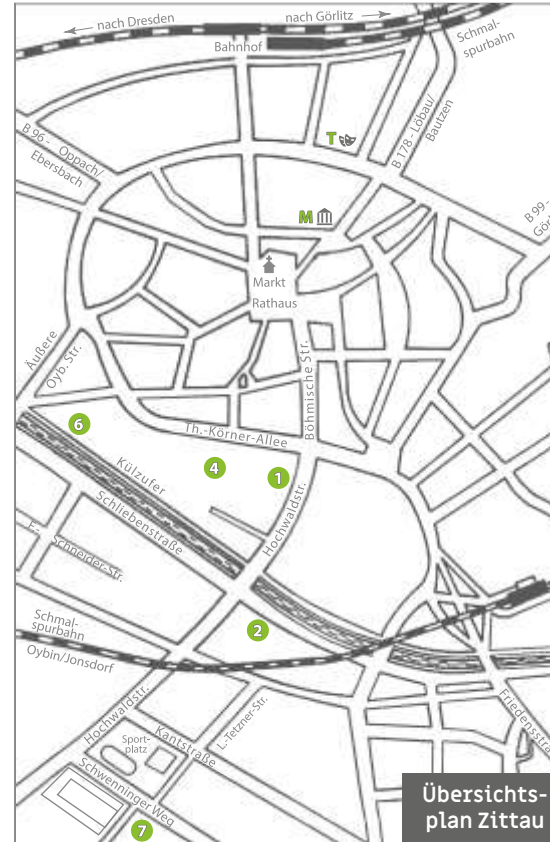 nach Dresden
nach Görlitz
Bahnhof
Schmal-
spurbahn
B 96 - Oppach/
Ebersbach
T
B 178 - Löbau/
Bautzen
M
B 99 -
Markt
Rathaus
Äußere
Oyb. Str.
Böhmische Str.
Th.-Körner-Allee
6
4
1
Külzufer
Schliebenstraße
Hochwaldstr.
Schneider-Str.
2
Schmal-
spurbahn
Oybin/Jonsdorf
Hochwaldstr.
L.-Tetzner-Str.
Kantstraße
Sport-
platz
Schwenninger Weg
7
Übersichts-
plan Zittau